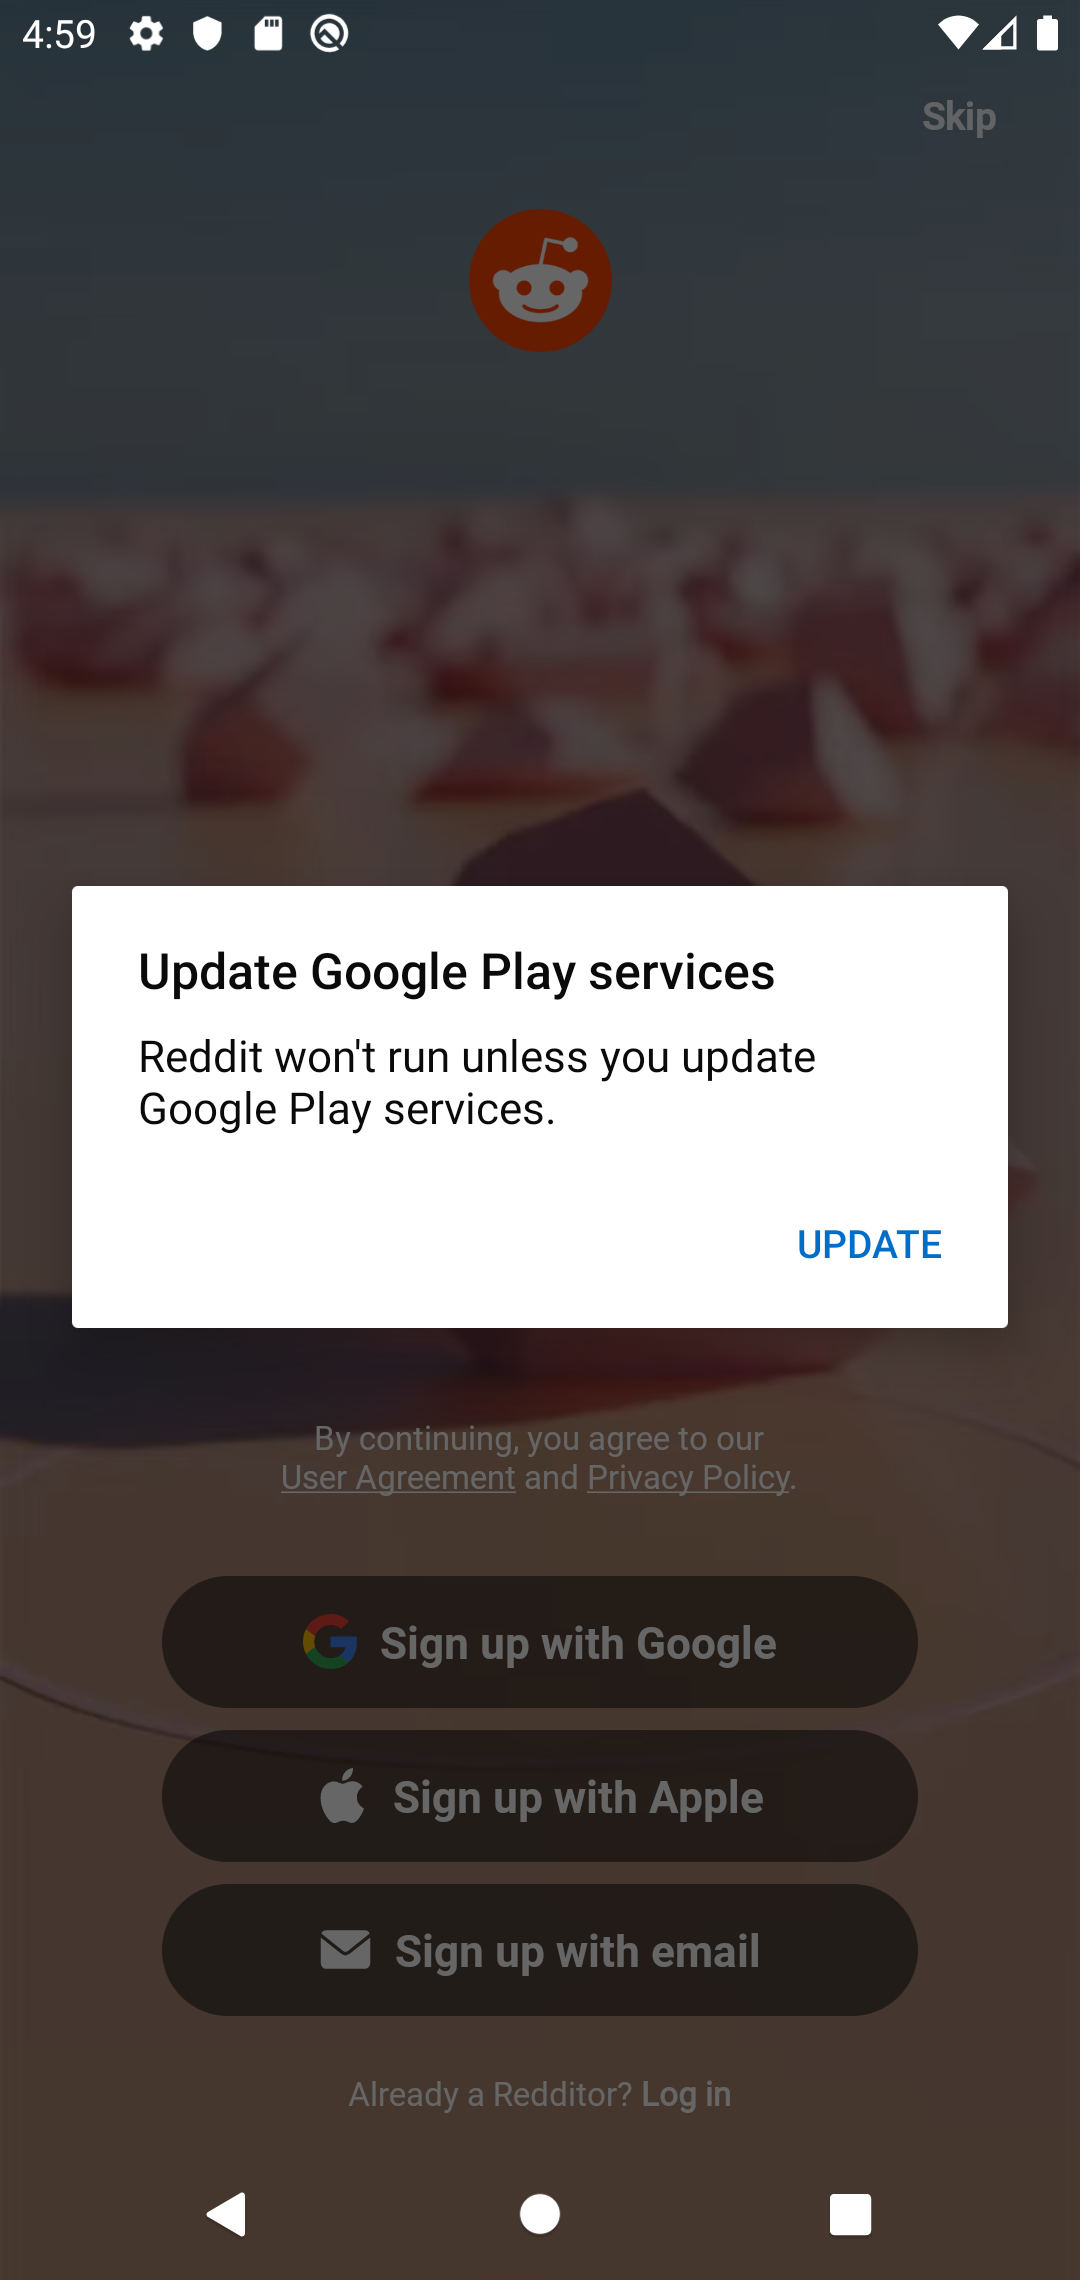 4:59
Skip
Update Google Play services
Reddit won't run unless you update
Google Play services.
UPDATE
By continuing, you agree to our
User Agreement and Privacy Policy.
Sign up with Google
Sign up with Apple
Sign up with email
Already a Redditor? Log in